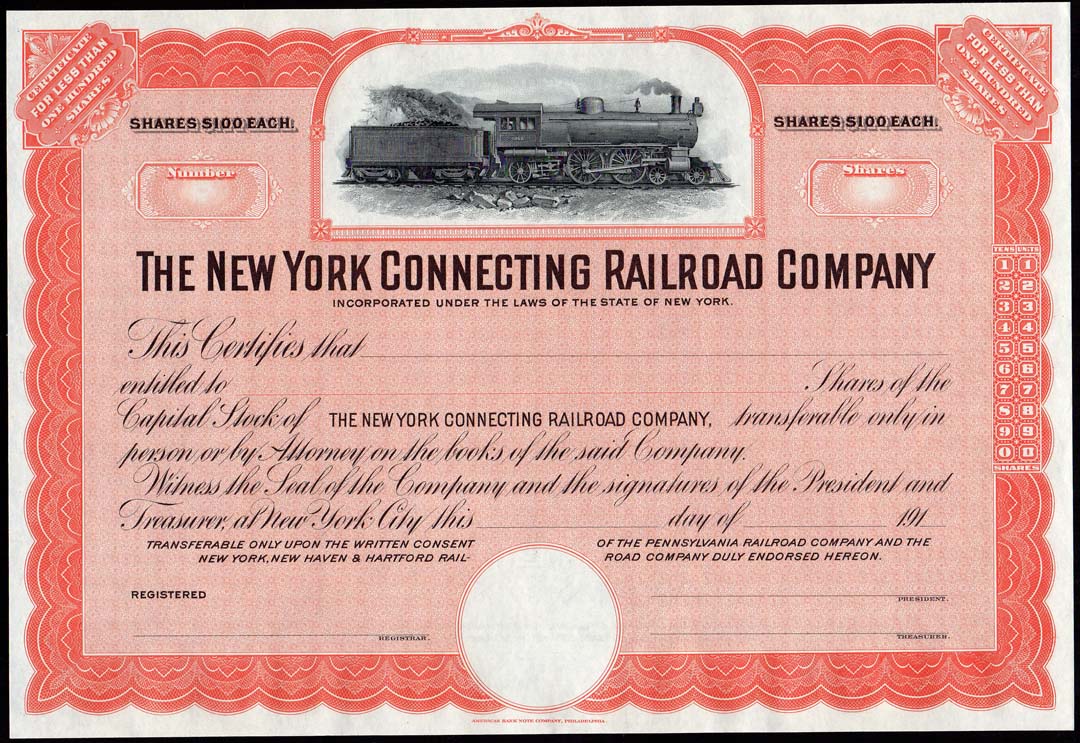 CERTIFICATE
FOR LESS THAN
ONE HUNDRED
SHARES
CERTIFICATE
FOR LESS THAN
ONE HUNDRED
SHARES
SHARES $100 EACH.
SHARES $100 EACH.
Number
Shares
THE NEW YORK CONNECTING RAILROAD COMPANY
INCORPORATED UNDER THE LAWS OF THE STATE OF NEW YORK.
This Certifies that
entitled to Shares of the
Capital Stock of THE NEW YORK CONNECTING RAILROAD COMPANY, transferable only in
person or by Attorney on the books of the said Company.
Witness the Seal of the Company and the signatures of the President and
Treasurer, at New York City this day of 191
TRANSFERABLE ONLY UPON THE WRITTEN CONSENT OF THE PENNSYLVANIA RAILROAD COMPANY AND THE
NEW YORK, NEW HAVEN & HARTFORD RAIL- ROAD COMPANY DULY ENDORSED HEREON.
REGISTERED
PRESIDENT.
REGISTRAR.
TREASURER.
TENS UNITS
1 1
2 2
3 3
4 4
5 5
6 6
7 7
8 8
9 9
0 0
SHARES
AMERICAN BANK NOTE COMPANY, PHILADELPHIA.